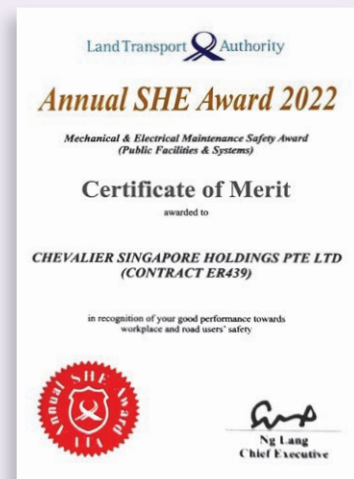 Land Transport Authority
Annual SHE Award 2022
Mechanical & Electrical Maintenance Safety Award
(Public Facilities & Systems)
Certificate of Merit
awarded to
CHEVALIER SINGAPORE HOLDINGS PTE LTD
(CONTRACT ER439)
in recognition of your good performance towards
workplace and road users' safety
Annual SHE Award
LTA
Ng Lang
Chief Executive